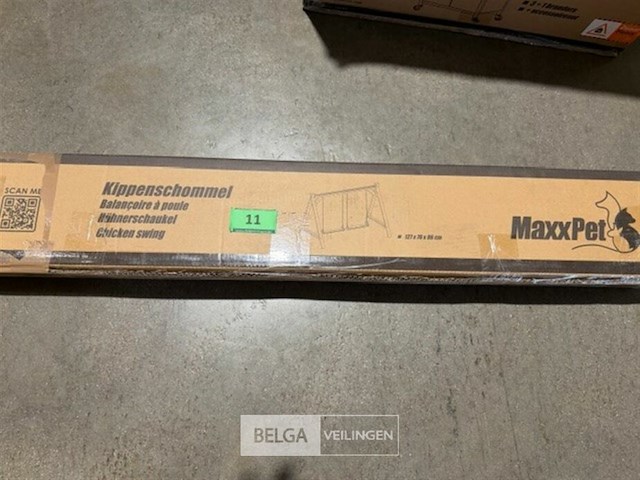 SCAN ME
Kippenschommel
Balançoire à poule
Hühnerschaukel
Chicken swing
11
MaxxPet
BELGA VEILINGEN